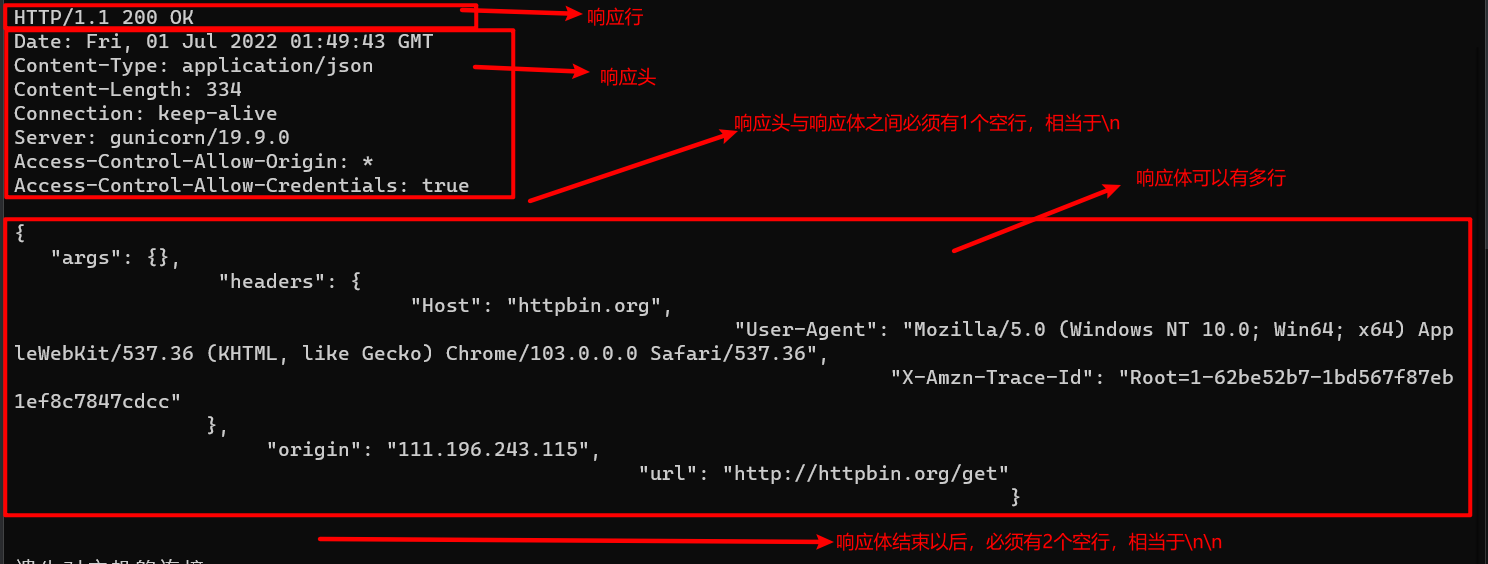 HTTP/1.1 200 OK
响应行
Date: Fri, 01 Jul 2022 01:49:43 GMT
Content-Type: application/json
响应头
Content-Length: 334
Connection: keep-alive
响应头与响应体之间必须有1个空行，相当于\n
Server: gunicorn/19.9.0
Access-Control-Allow-Origin: *
Access-Control-Allow-Credentials: true
响应体可以有多行
{
"args": {},
"headers": {
"Host": "httpbin.org",
"User-Agent": "Mozilla/5.0 (Windows NT 10.0; Win64; x64) App
leWebKit/537.36 (KHTML, like Gecko) Chrome/103.0.0.0 Safari/537.36",
"X-Amzn-Trace-Id": "Root=1-62be52b7-1bd567f87eb
1ef8c7847cdcc"
},
"origin": "111.196.243.115",
"url": "http://httpbin.org/get"
}
响应体结束以后，必须有2个空行，相当于\n\n